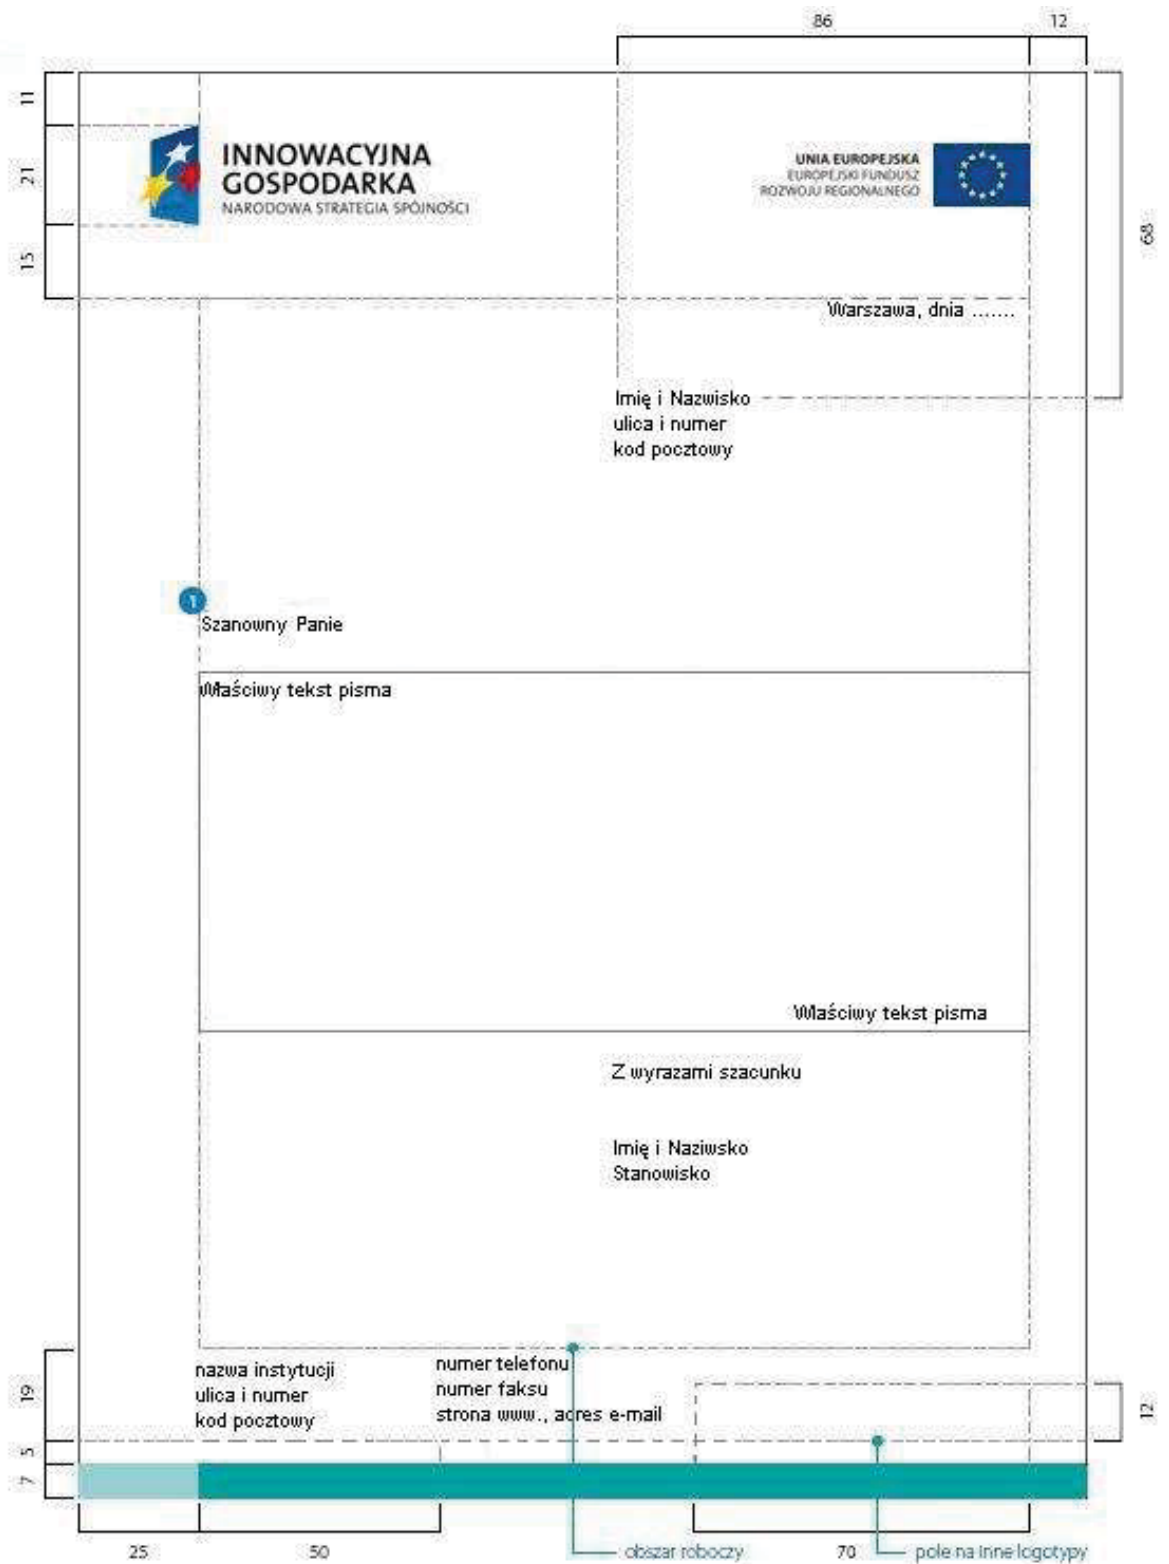 86
12
11
21
15
68
INNOWACYJNA
GOSPODARKA
NARODOWA STRATEGIA SPÓJNOŚCI
UNIA EUROPEJSKA
EUROPEJSKI FUNDUSZ
ROZWOJU REGIONALNEGO
Warszawa, dnia .......
Imię i Nazwisko
ulica i numer
kod pocztowy
1
Szanowny Panie
Właściwy tekst pisma
Właściwy tekst pisma
Z wyrazami szacunku
Imię i Naziwsko
Stanowisko
19
5
7
nazwa instytucji
ulica i numer
kod pocztowy
numer telefonu
numer faksu
strona www., adres e-mail
12
25
50
obszar roboczy
70
pole na inne logotypy